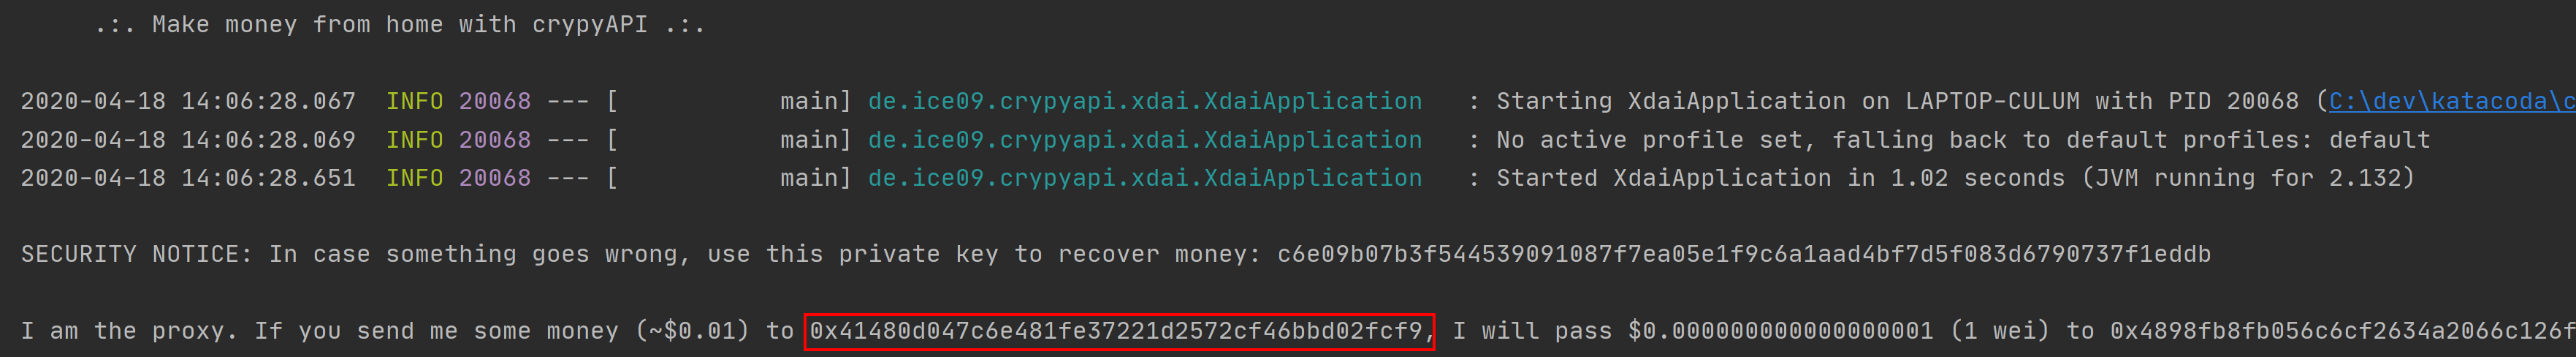 .:. Make money from home with crypyAPI .:.
2020-04-18 14:06:28.067  INFO 20068 --- [           main] de.ice09.crypyapi.xdai.XdaiApplication   : Starting XdaiApplication on LAPTOP-CULUM with PID 20068 (C:\dev\katacoda\c
2020-04-18 14:06:28.069  INFO 20068 --- [           main] de.ice09.crypyapi.xdai.XdaiApplication   : No active profile set, falling back to default profiles: default
2020-04-18 14:06:28.651  INFO 20068 --- [           main] de.ice09.crypyapi.xdai.XdaiApplication   : Started XdaiApplication in 1.02 seconds (JVM running for 2.132)
SECURITY NOTICE: In case something goes wrong, use this private key to recover money: c6e09b07b3f544539091087f7ea05e1f9c6a1aad4bf7d5f083d6790737f1eddb
I am the proxy. If you send me some money (~$0.01) to 0x41480d047c6e481fe37221d2572cf46bbd02fcf9, I will pass $0.000000000000000001 (1 wei) to 0x4898fb8fb056c6cf2634a2066c126f